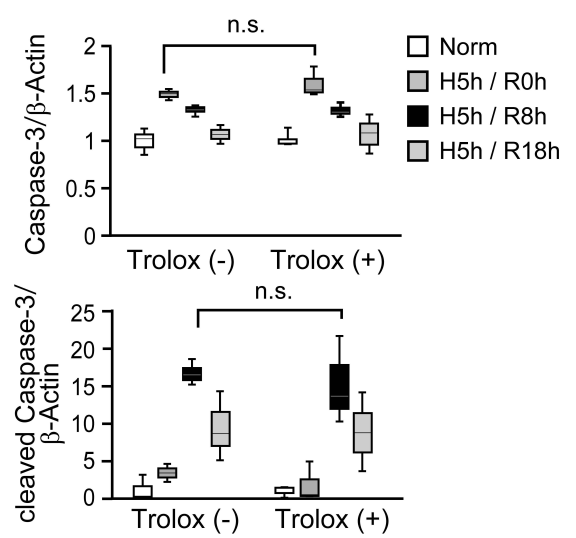 n.s.
Norm
H5h / R0h
H5h / R8h
H5h / R18h
Caspase-3/β-Actin
2
1.5
1
0.5
0
Trolox (-) Trolox (+)
n.s.
cleaved Caspase-3/
β-Actin
25
20
15
10
5
0
Trolox (-) Trolox (+)